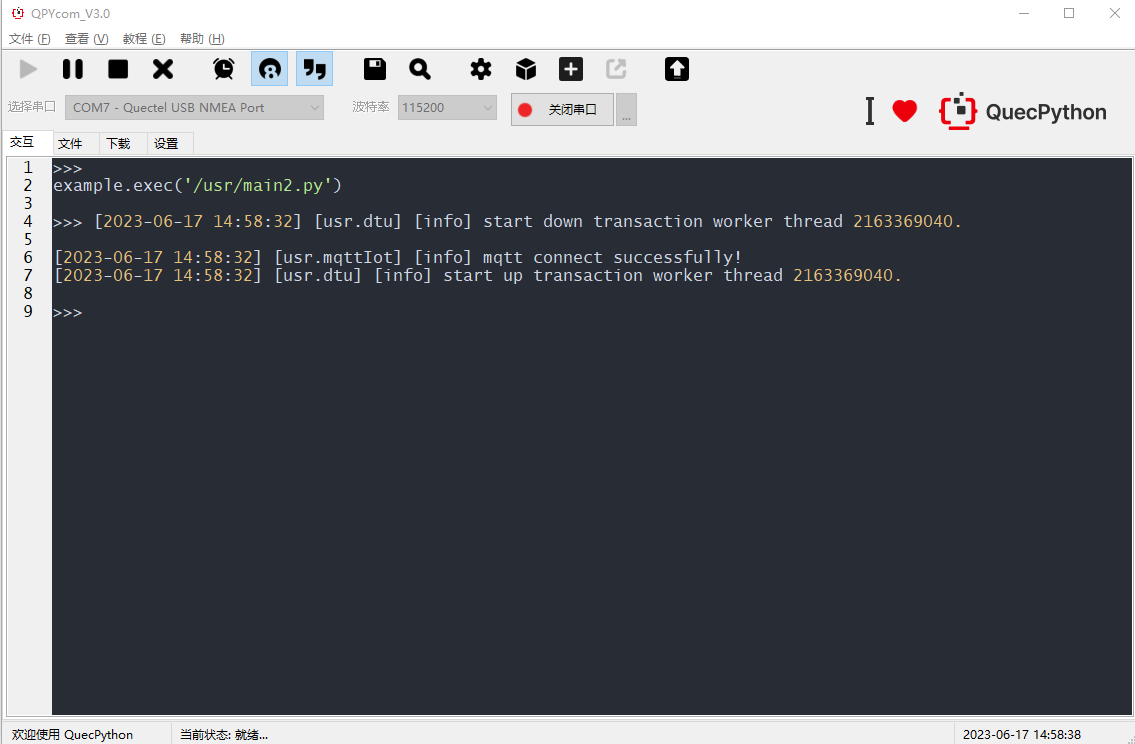 QPYcom_V3.0
文件 (F) 查看 (V) 教程 (E) 帮助 (H)
选择串口 COM7 - Quectel USB NMEA Port 波特率 115200 关闭串口 ... I QuecPython
交互 文件 下载 设置
1 >>>
2 example.exec('/usr/main2.py')
3
4 >>> [2023-06-17 14:58:32] [usr.dtu] [info] start down transaction worker thread 2163369040.
5
6 [2023-06-17 14:58:32] [usr.mqttIot] [info] mqtt connect successfully!
7 [2023-06-17 14:58:32] [usr.dtu] [info] start up transaction worker thread 2163369040.
8
9 >>>
欢迎使用 QuecPython 当前状态: 就绪... 2023-06-17 14:58:38